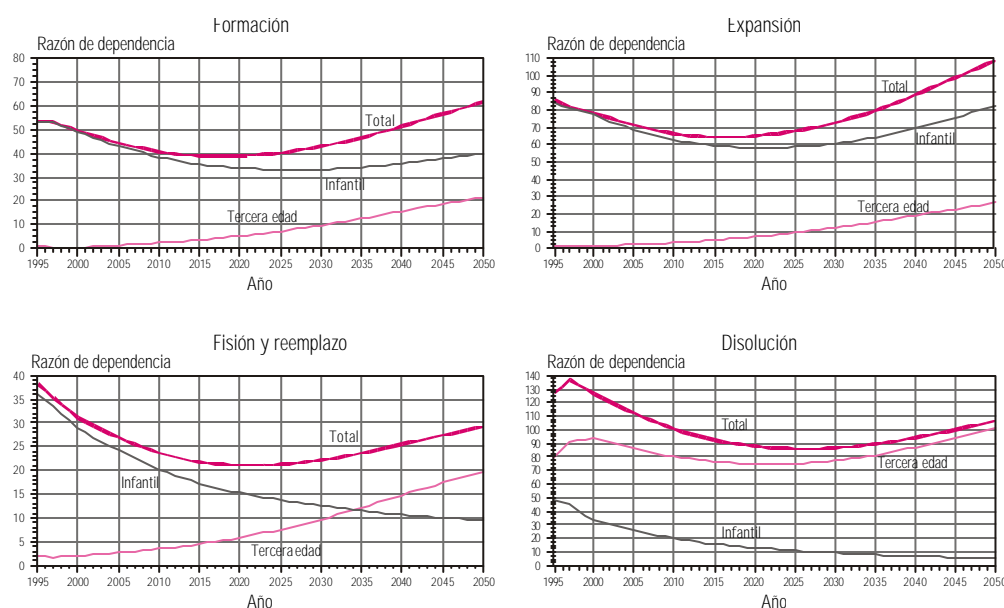 Formación
Razón de dependencia
80
70
60
50
40
30
20
10
0
Total
Infantil
Tercera edad
1995 2000 2005 2010 2015 2020 2025 2030 2035 2040 2045 2050
Año
Expansión
Razón de dependencia
110
100
90
80
70
60
50
40
30
20
10
0
Total
Infantil
Tercera edad
1995 2000 2005 2010 2015 2020 2025 2030 2035 2040 2045 2050
Año
Fisión y reemplazo
Razón de dependencia
40
35
30
25
20
15
10
5
0
Total
Infantil
Tercera edad
1995 2000 2005 2010 2015 2020 2025 2030 2035 2040 2045 2050
Año
Disolución
Razón de dependencia
140
130
120
110
100
90
80
70
60
50
40
30
20
10
0
Total
Tercera edad
Infantil
1995 2000 2005 2010 2015 2020 2025 2030 2035 2040 2045 2050
Año